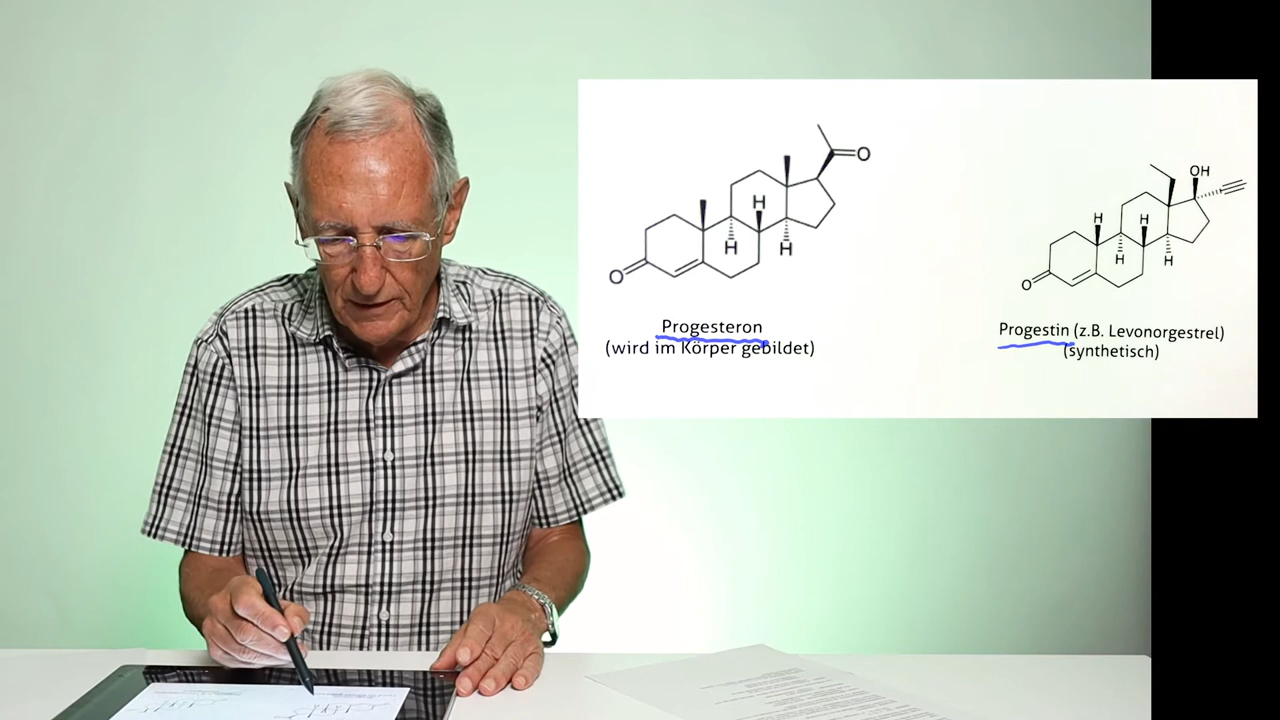 O
H
H
H
O
Progesteron
(wird im Körper gebildet)
OH
H
H
H
H
O
Progestin (z.B. Levonorgestrel)
(synthetisch)